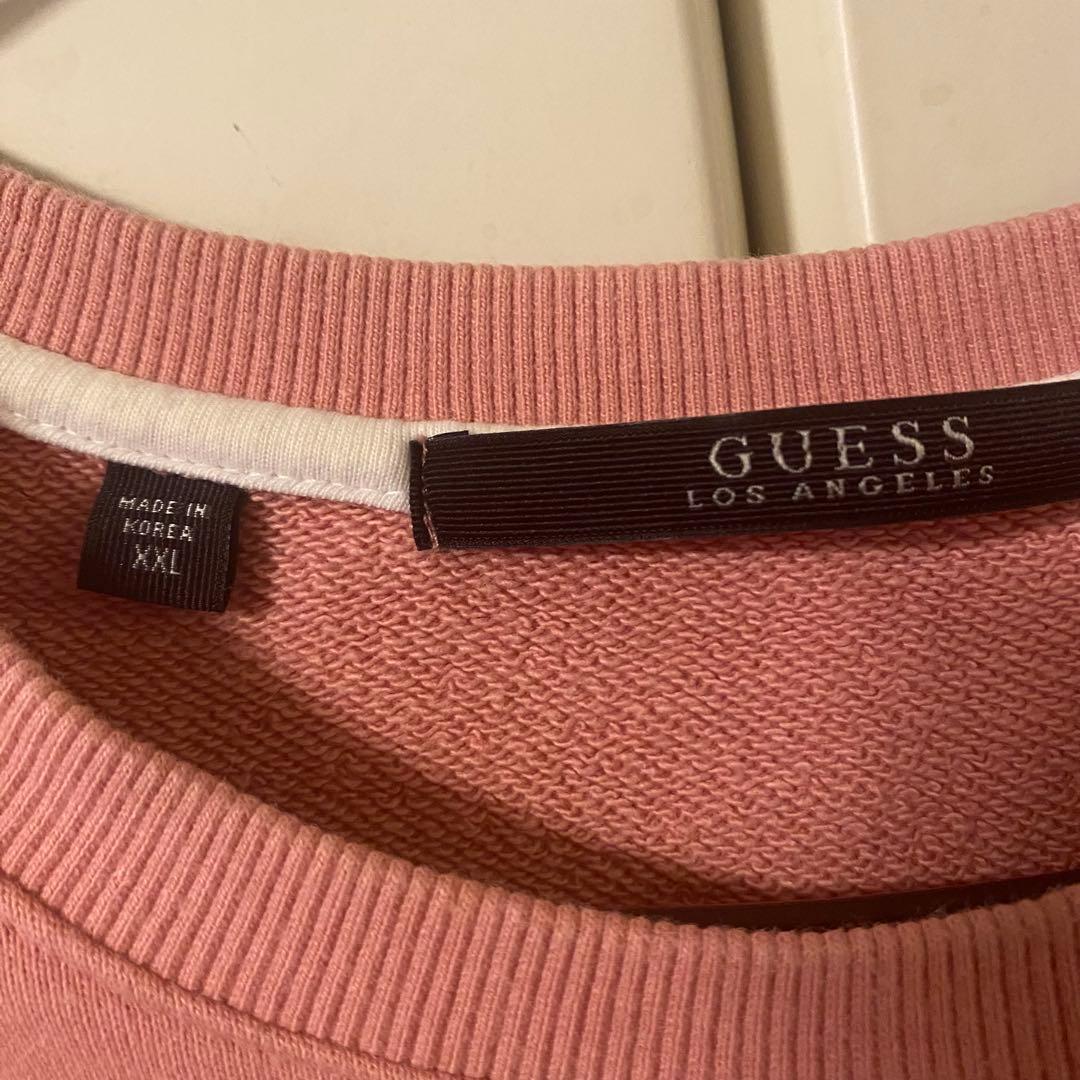 GUESS
LOS ANGELES
MADE IN
KOREA
XXL